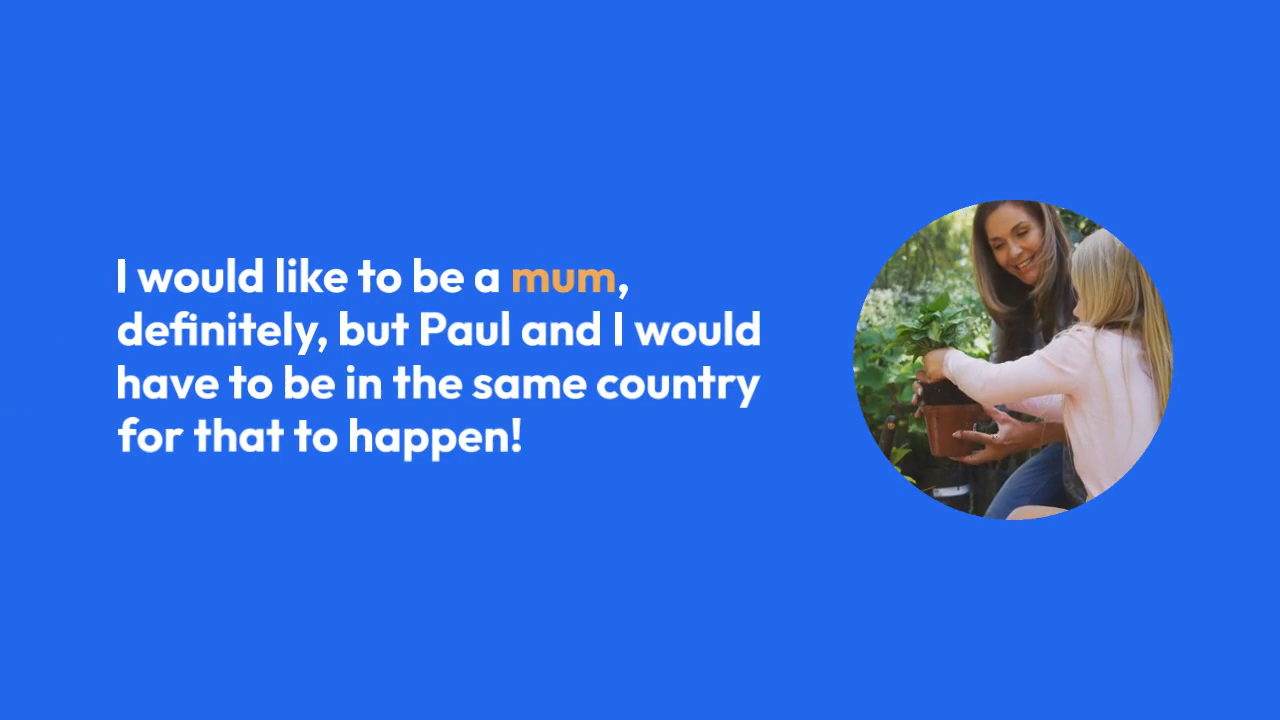 I would like to be a mum,
definitely, but Paul and I would
have to be in the same country
for that to happen!